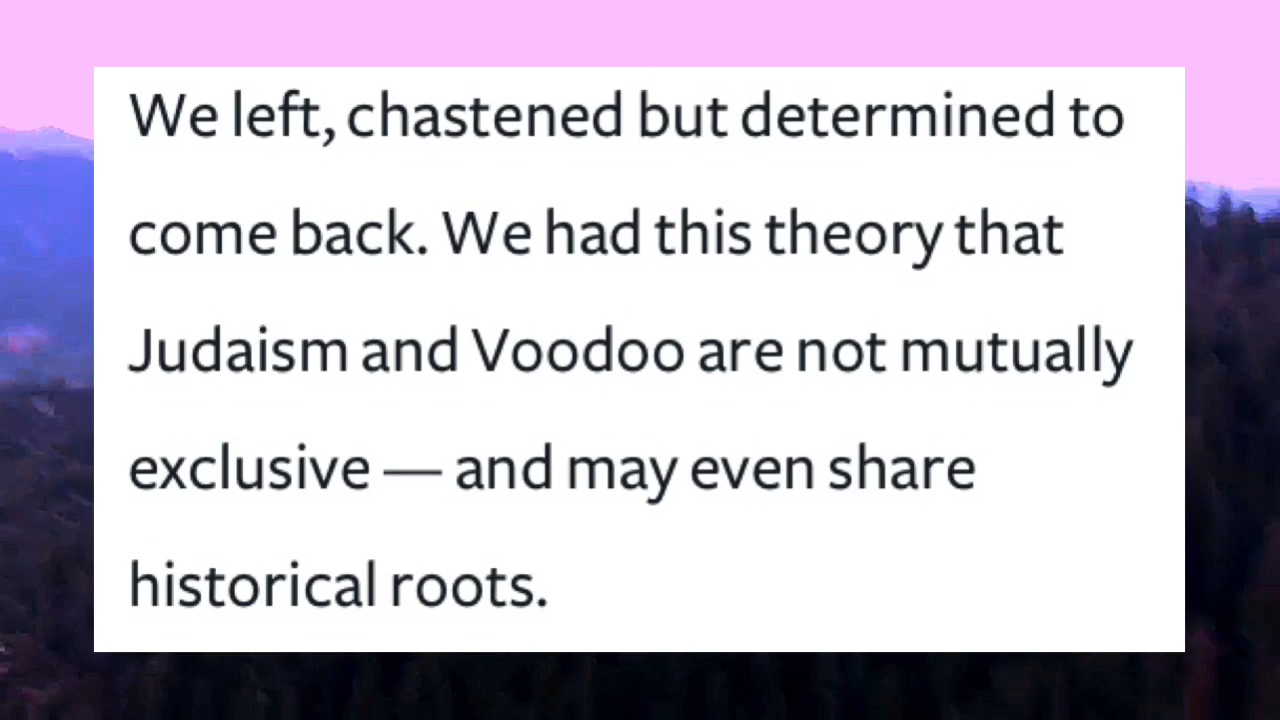 We left, chastened but determined to
come back. We had this theory that
Judaism and Voodoo are not mutually
exclusive — and may even share
historical roots.